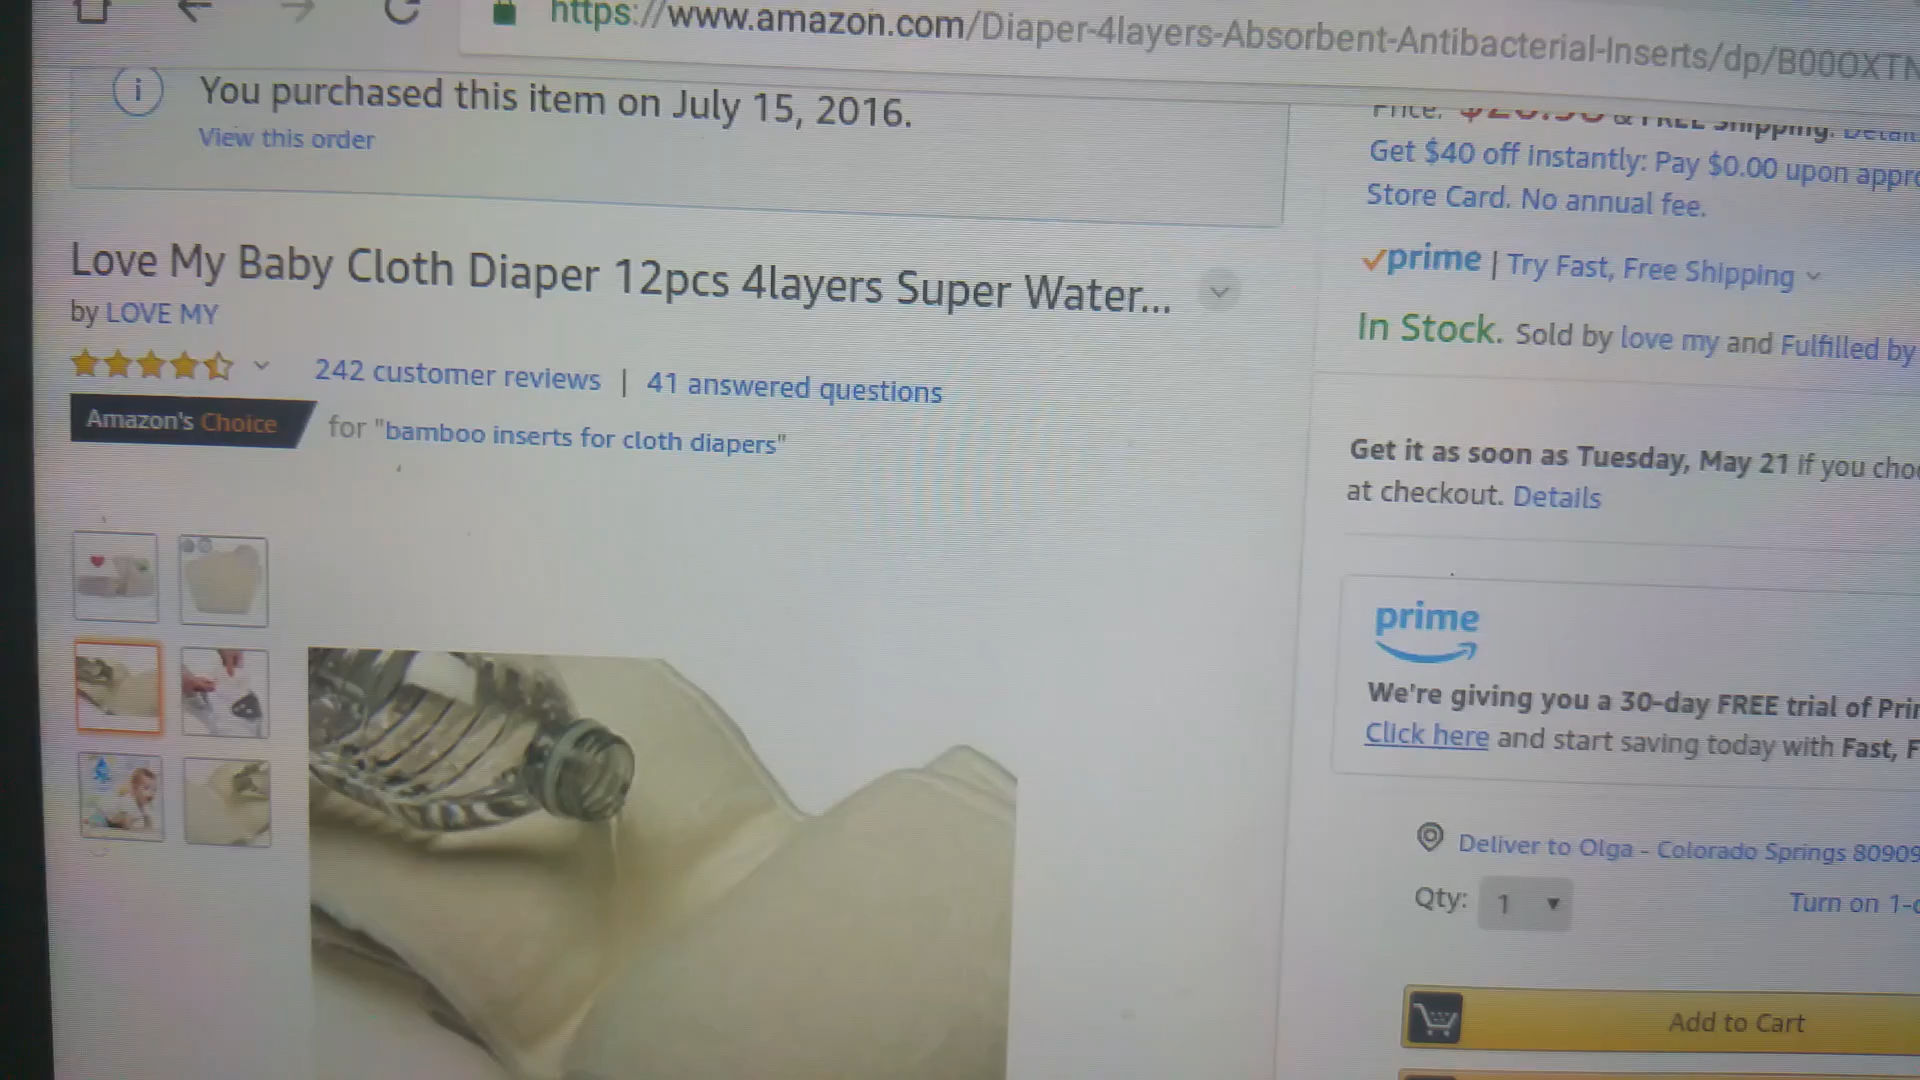 https://www.amazon.com/Diaper-4layers-Absorbent-Antibacterial-Inserts/dp/B00OXTN
You purchased this item on July 15, 2016.
View this order
Love My Baby Cloth Diaper 12pcs 4layers Super Water...
by LOVE MY
242 customer reviews | 41 answered questions
Amazon's Choice for "bamboo inserts for cloth diapers"
Price: & FREE Shipping.
Get $40 off instantly: Pay $0.00 upon
Store Card. No annual fee.
prime | Try Fast, Free Shipping
In Stock. Sold by love my and Fulfilled by
Get it as soon as Tuesday, May 21 if you
at checkout. Details
prime
We're giving you a 30-day FREE trial of
Click here and start saving today with Fast,
Deliver to Olga - Colorado Springs 80909
Qty: 1
Turn on
Add to Cart